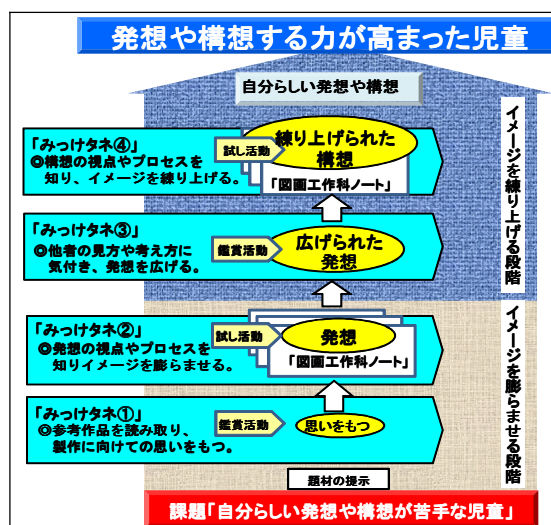 発想や構想する力が高まった児童
自分らしい発想や構想
「みっけタネ④」
◎構想の視点やプロセスを
知り、イメージを練り上げる。
試し活動
練り上げられた
構想
「図画工作科ノート」
「みっけタネ③」
◎他者の見方や考え方に
気付き、発想を広げる。
鑑賞活動
広げられた
発想
イメージを練り上げる段階
「みっけタネ②」
◎発想の視点やプロセスを
知りイメージを膨らませる。
試し活動
発想
「図画工作科ノート」
「みっけタネ①」
◎参考作品を読み取り、
製作に向けての思いをもつ。
鑑賞活動
思いをもつ
イメージを膨らませる段階
題材の提示
課題「自分らしい発想や構想が苦手な児童」